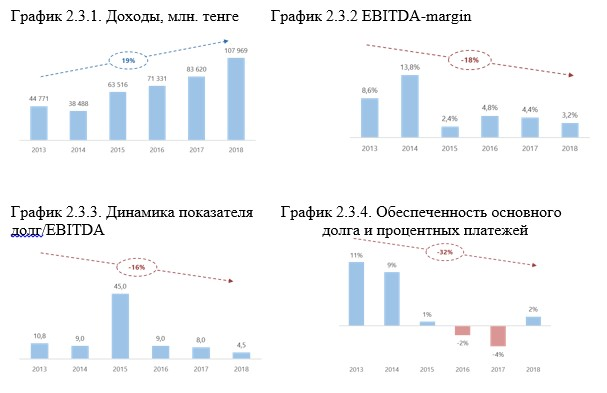 График 2.3.1. Доходы, млн. тенге
19%
44 771
38 488
63 516
71 331
83 620
107 969
2013 2014 2015 2016 2017 2018
График 2.3.2 EBITDA-margin
-18%
8,6%
13,8%
2,4%
4,8%
4,4%
3,2%
2013 2014 2015 2016 2017 2018
График 2.3.3. Динамика показателя
долг/EBITDA
-16%
10,8
9,0
45,0
9,0
8,0
4,5
2013 2014 2015 2016 2017 2018
График 2.3.4. Обеспеченность основного
долга и процентных платежей
-32%
11%
9%
1%
-2%
-4%
2%
2013 2014 2015 2016 2017 2018